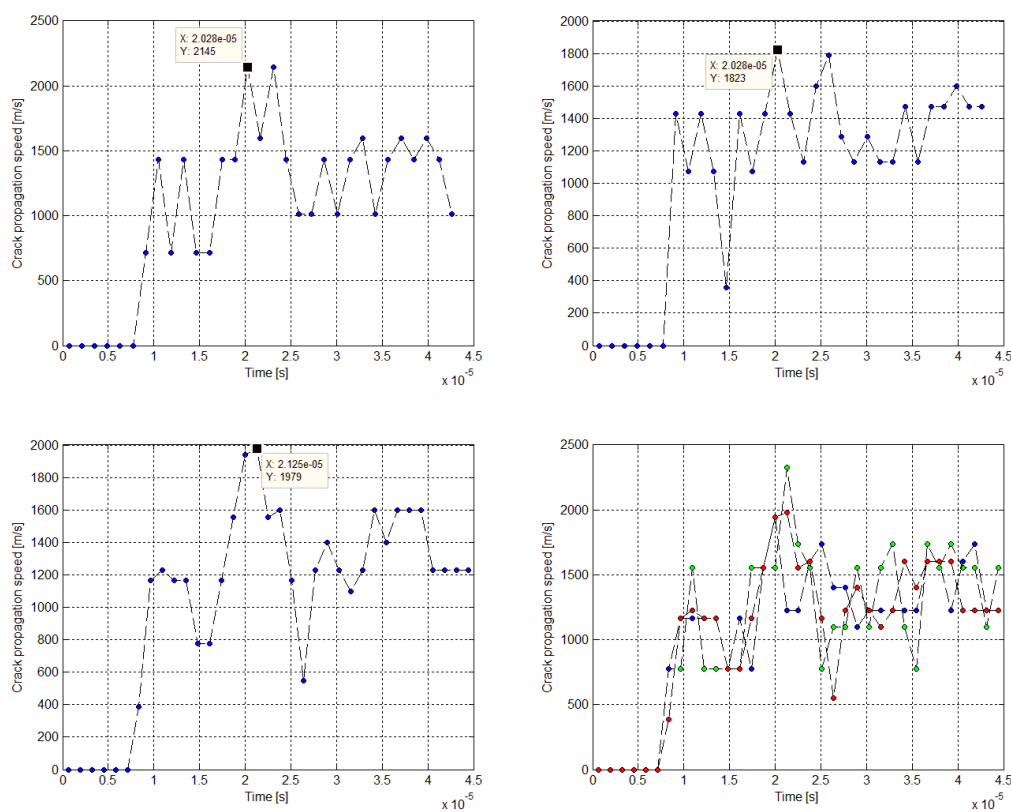 2500
2000
1500
1000
500
0
Crack propagation speed [m/s]
X: 2.028e-05
Y: 2145
0 0.5 1 1.5 2 2.5 3 3.5 4 4.5
Time [s]
x 10⁻⁵
2000
1800
1600
1400
1200
1000
800
600
400
200
0
Crack propagation speed [m/s]
X: 2.028e-05
Y: 1823
0 0.5 1 1.5 2 2.5 3 3.5 4 4.5
Time [s]
x 10⁻⁵
2000
1800
1600
1400
1200
1000
800
600
400
200
0
Crack propagation speed [m/s]
X: 2.125e-05
Y: 1979
0 0.5 1 1.5 2 2.5 3 3.5 4 4.5
Time [s]
x 10⁻⁵
2500
2000
1500
1000
500
0
Crack propagation speed [m/s]
0 0.5 1 1.5 2 2.5 3 3.5 4 4.5
Time [s]
x 10⁻⁵